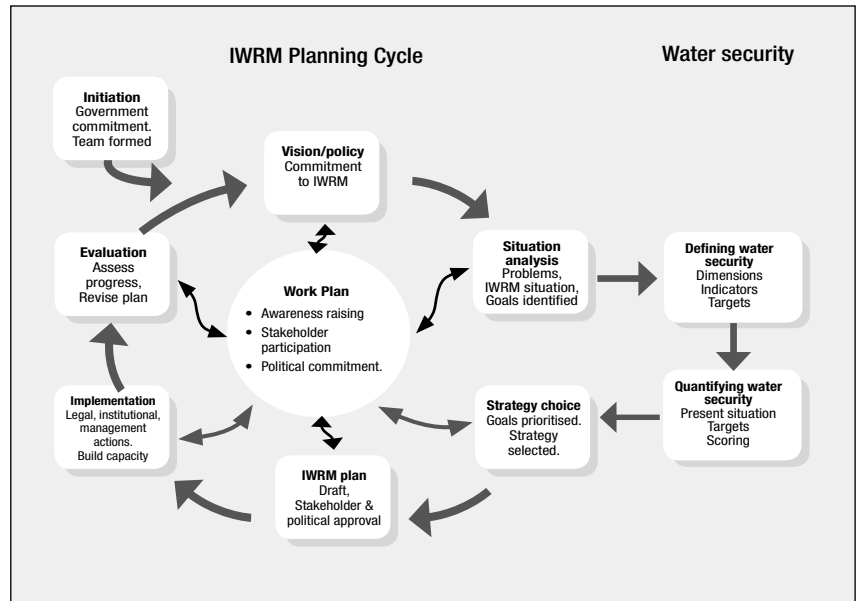 IWRM Planning Cycle
Water security
Initiation
Government
commitment.
Team formed
Vision/policy
Commitment
to IWRM
Evaluation
Assess
progress,
Revise plan
Work Plan
• Awareness raising
• Stakeholder
participation
• Political commitment.
Situation
analysis
Problems,
IWRM situation,
Goals identified
Defining water
security
Dimensions
Indicators
Targets
Implementation
Legal, institutional,
management
actions.
Build capacity
Strategy choice
Goals prioritised.
Strategy
selected.
Quantifying water
security
Present situation
Targets
Scoring
IWRM plan
Draft,
Stakeholder &
political approval